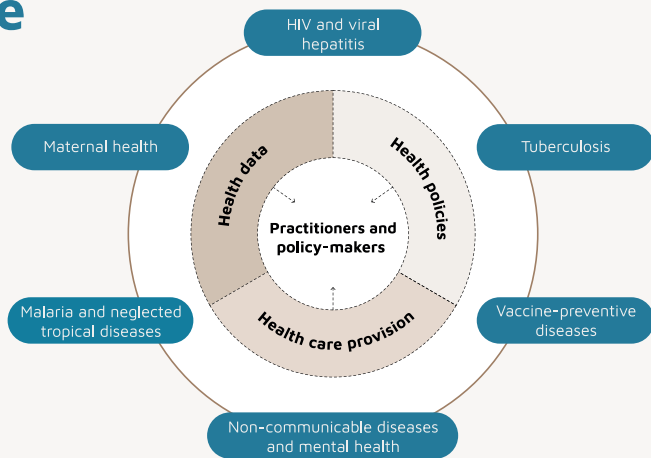 e
HIV and viral
hepatitis
Maternal health
Tuberculosis
Health data
Health policies
Practitioners and
policy-makers
Malaria and neglected
tropical diseases
Vaccine-preventive
diseases
Health care provision
Non-communicable diseases
and mental health